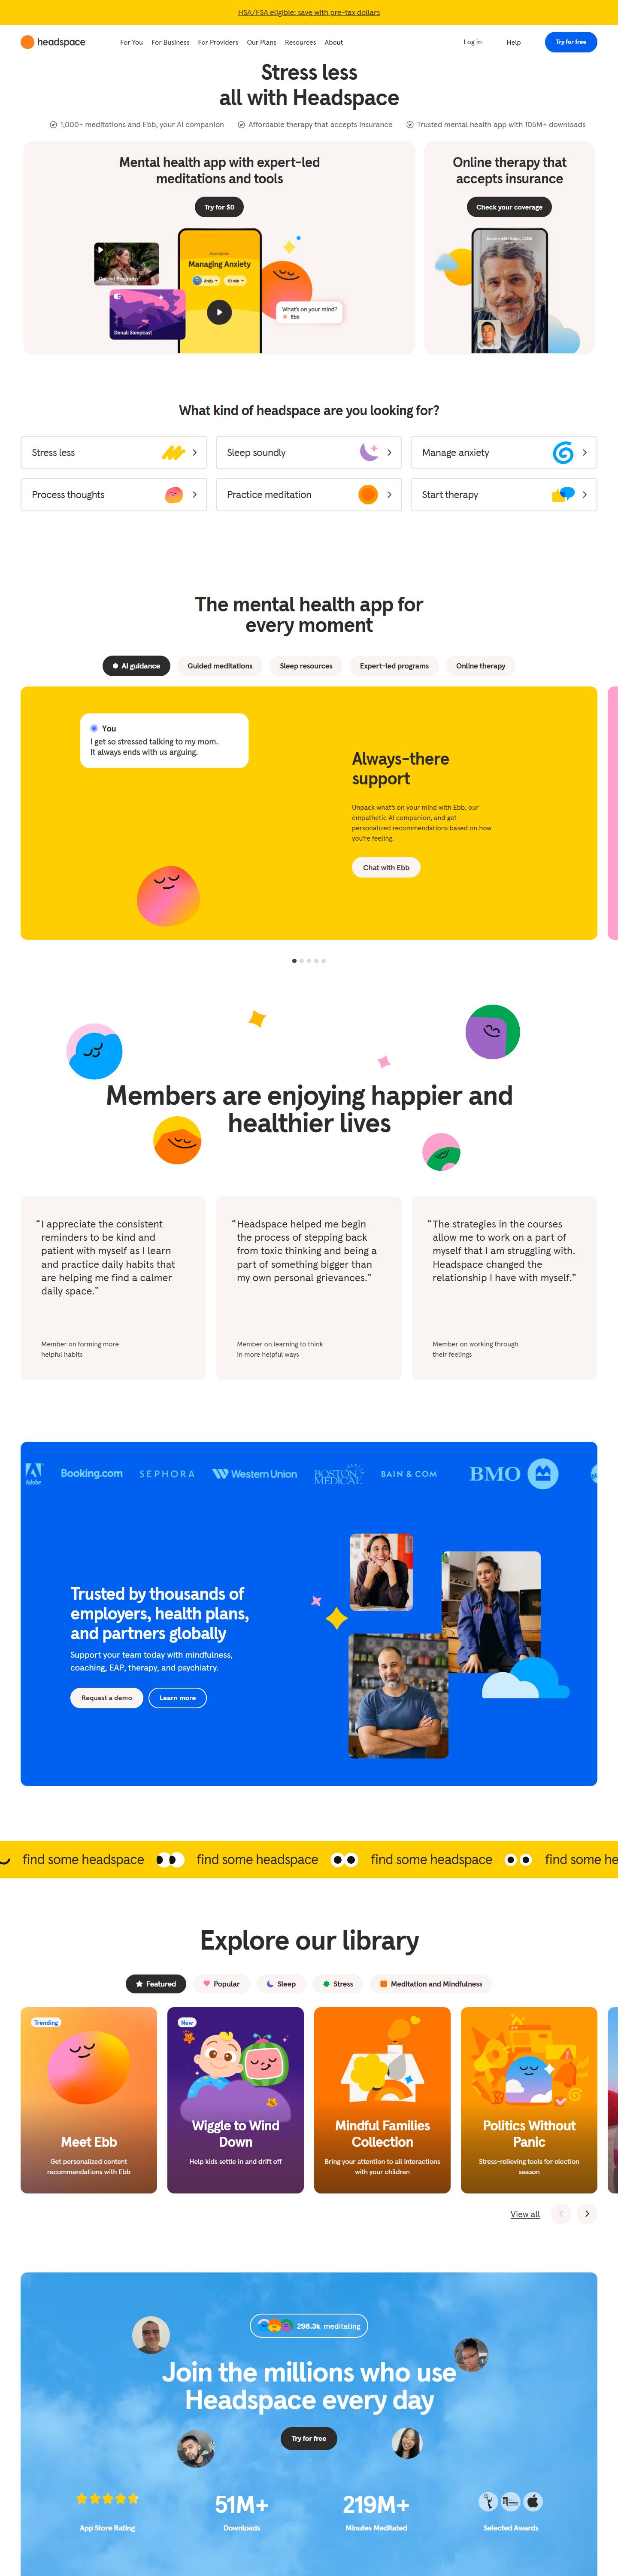 HSA/FSA eligible: save with pre-tax dollars
headspace
For You
For Business
For Providers
Our Plans
Resources
About
Log in
Help
Try for free
Stress less
all with Headspace
1,000+ meditations and Ebb, your AI companion
Affordable therapy that accepts insurance
Trusted mental health app with 105M+ downloads
Mental health app with expert-led
meditations and tools
Try for $0
Guided Programs
Denali Sleepcast
Meditation
Managing Anxiety
Andy
10 min
What's on your mind?
Ebb
Online therapy that
accepts insurance
Check your coverage
What kind of headspace are you looking for?
Stress less
Sleep soundly
Manage anxiety
Process thoughts
Practice meditation
Start therapy
The mental health app for
every moment
AI guidance
Guided meditations
Sleep resources
Expert-led programs
Online therapy
You
I get so stressed talking to my mom.
It always ends with us arguing.
Always-there
support
Unpack what's on your mind with Ebb, our
empathetic AI companion, and get
personalized recommendations based on how
you're feeling.
Chat with Ebb
Members are enjoying happier and
healthier lives
“I appreciate the consistent
reminders to be kind and
patient with myself as I learn
and practice daily habits that
are helping me find a calmer
daily space.”
Member on forming more
helpful habits
“Headspace helped me begin
the process of stepping back
from toxic thinking and being a
part of something bigger than
my own personal grievances.”
Member on learning to think
in more helpful ways
“The strategies in the courses
allow me to work on a part of
myself that I am struggling with.
Headspace changed the
relationship I have with myself.”
Member on working through
their feelings
Adobe
Booking.com
SEPHORA
Western Union
BOSTON
MEDICAL
BAIN & COM
BMO
Trusted by thousands of
employers, health plans,
and partners globally
Support your team today with mindfulness,
coaching, EAP, therapy, and psychiatry.
Request a demo
Learn more
find some headspace
find some headspace
find some headspace
find some he
Explore our library
Featured
Popular
Sleep
Stress
Meditation and Mindfulness
Trending
Meet Ebb
Get personalized content
recommendations with Ebb
New
Wiggle to Wind
Down
Help kids settle in and drift off
Mindful Families
Collection
Bring your attention to all interactions
with your children
Politics Without
Panic
Stress-relieving tools for election
season
View all
298.3k meditating
Join the millions who use
Headspace every day
Try for free
App Store Rating
51M+
Downloads
219M+
Minutes Meditated
Selected Awards